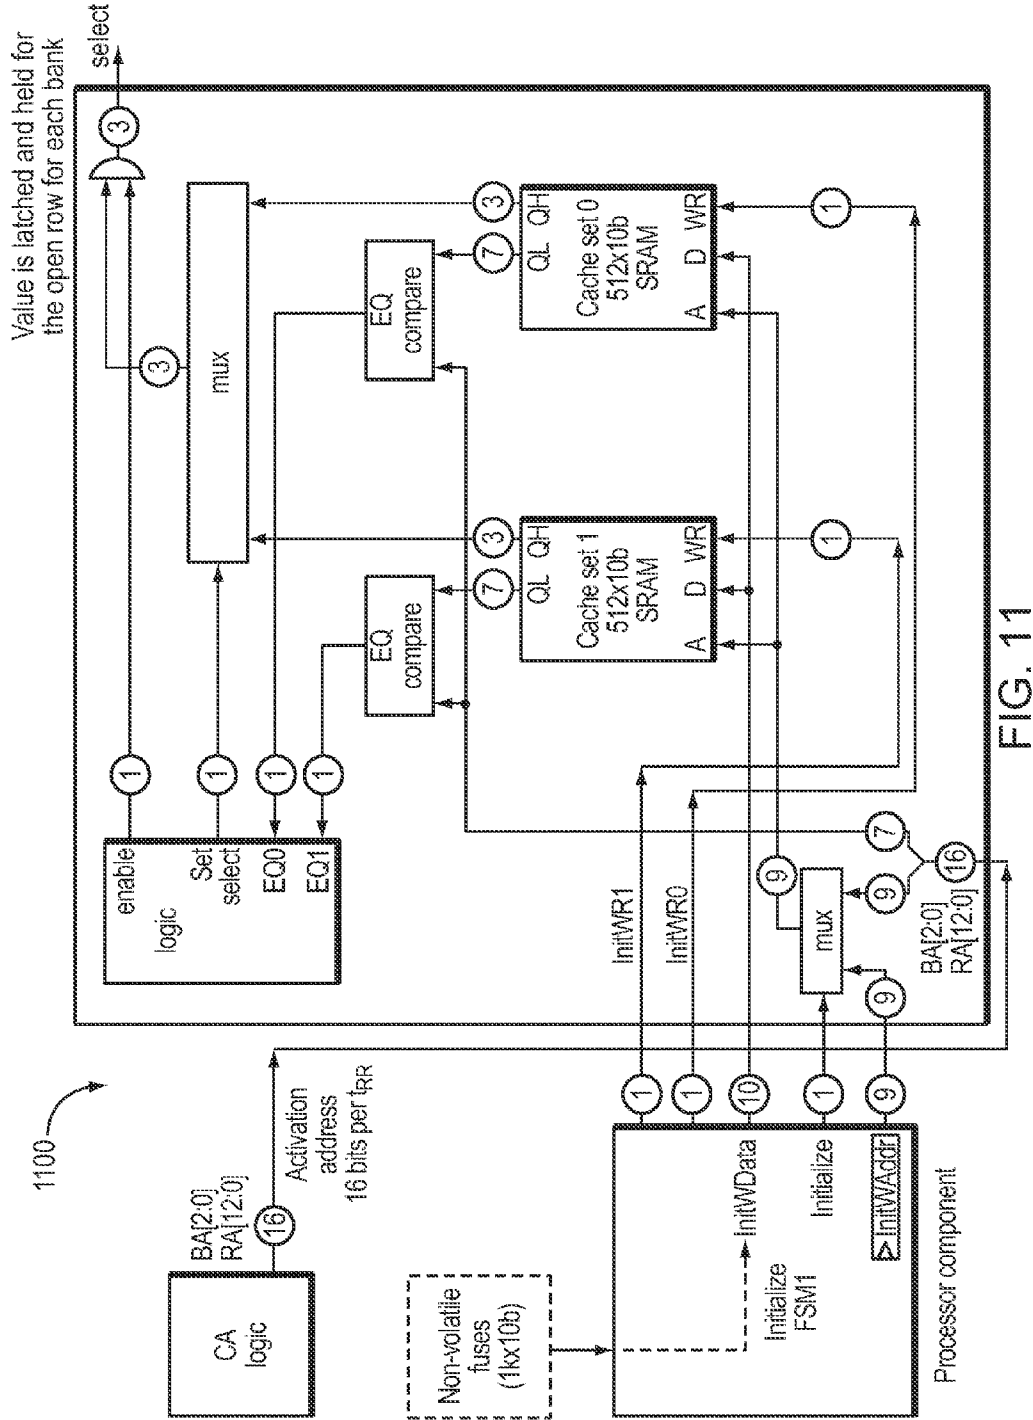 Value is latched and held for
the open row for each bank
select
3
3
mux
enable
Set
select
EQ0
EQ1
logic
1
1
1
1
EQ
compare
EQ
compare
7
3
7
3
QL QH
Cache set 1
512x10b
SRAM
A D WR
QL QH
Cache set 0
512x10b
SRAM
A D WR
1
1
1100
BA[2:0]
RA[12:0]
16
CA
logic
Activation
address
16 bits per tRR
Non-volatile
fuses
(1kx10b)
InitWData
Initialize
FSM1
Initialize
> InitWAddr
Processor component
1
1
10
1
9
InitWR1
InitWR0
9
mux
9
9
7
16
BA[2:0]
RA[12:0]
FIG. 11